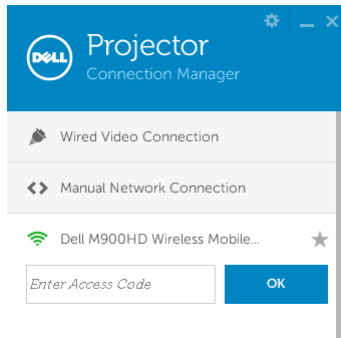 DELL
Projector
Connection Manager
Wired Video Connection
Manual Network Connection
Dell M900HD Wireless Mobile...
Enter Access Code
OK